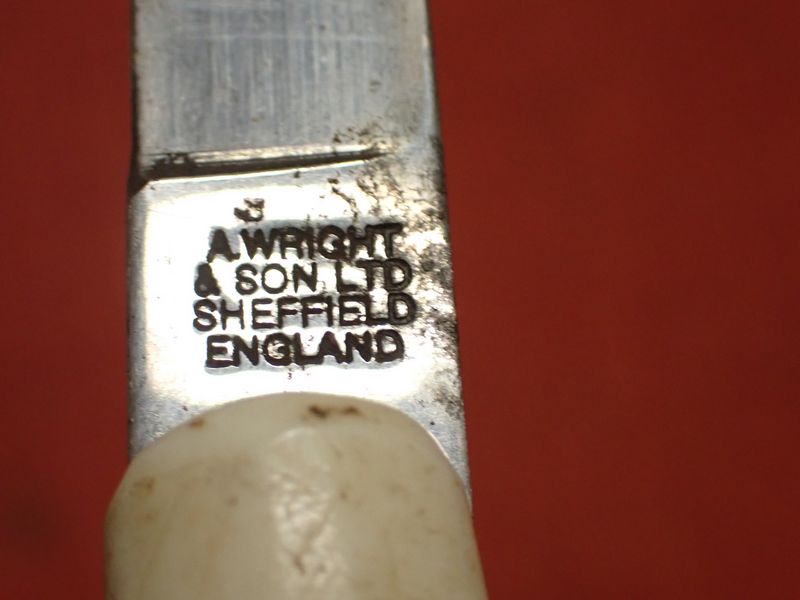 A.WRIGHT
& SON LTD
SHEFFIELD
ENGLAND